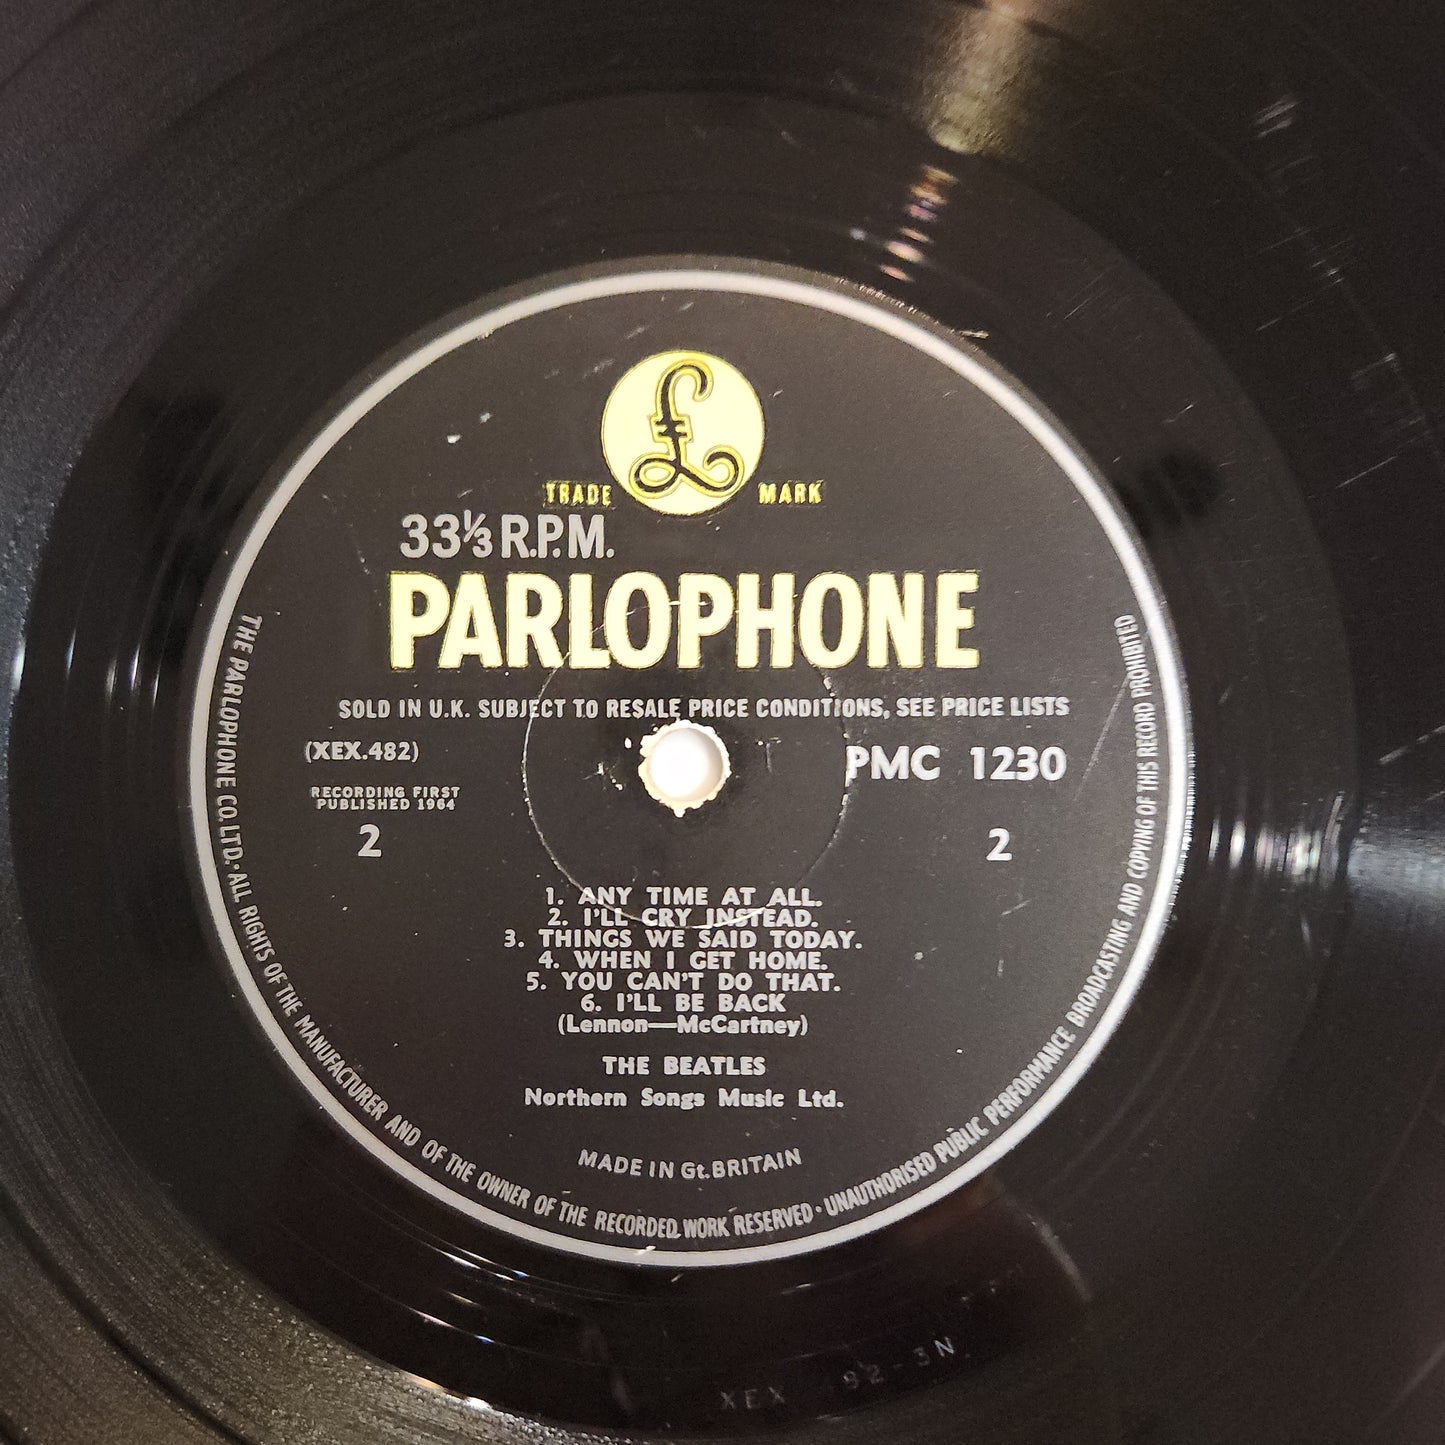 £
TRADE MARK
33⅓ R.P.M.
PARLOPHONE
SOLD IN U.K. SUBJECT TO RESALE PRICE CONDITIONS, SEE PRICE LISTS
(XEX.482)
PMC 1230
RECORDING FIRST
PUBLISHED 1964
2
2
1. ANY TIME AT ALL.
2. I'LL CRY INSTEAD.
3. THINGS WE SAID TODAY.
4. WHEN I GET HOME.
5. YOU CAN'T DO THAT.
6. I'LL BE BACK
(Lennon—McCartney)
THE BEATLES
Northern Songs Music Ltd.
MADE IN Gt. BRITAIN
THE PARLOPHONE CO. LTD. · ALL RIGHTS OF THE MANUFACTURER AND OF THE OWNER OF THE RECORDED WORK RESERVED · UNAUTHORISED PUBLIC PERFORMANCE BROADCASTING AND COPYING OF THIS RECORD PROHIBITED
XEX